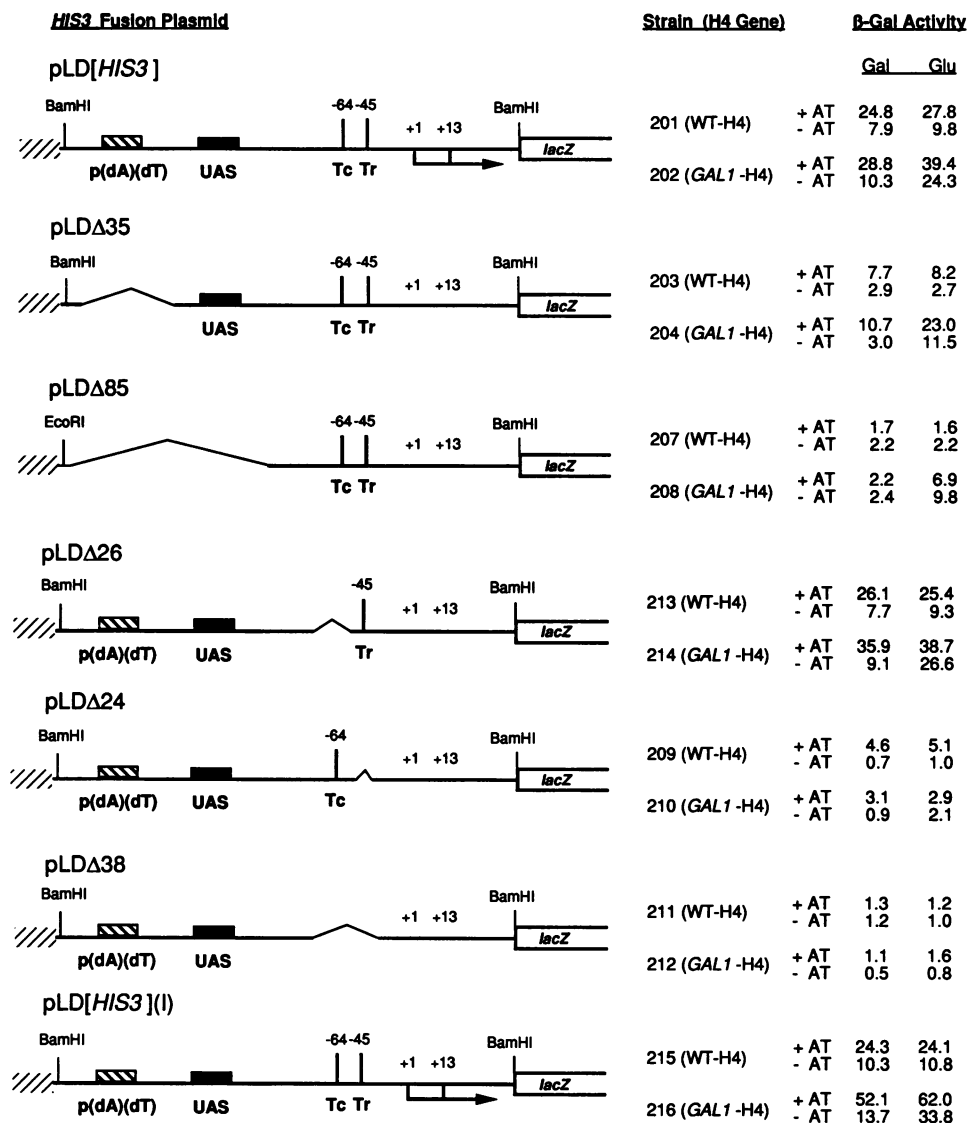 HIS3 Fusion Plasmid
Strain (H4 Gene)
β-Gal Activity
Gal Glu
pLD[HIS3]
BamHI
-64 -45
+1 +13
BamHI
lacZ
p(dA)(dT) UAS Tc Tr
201 (WT-H4) + AT 24.8 27.8
- AT 7.9 9.8
202 (GAL1-H4) + AT 28.8 39.4
- AT 10.3 24.3
pLDΔ35
BamHI
-64 -45
+1 +13
BamHI
lacZ
UAS Tc Tr
203 (WT-H4) + AT 7.7 8.2
- AT 2.9 2.7
204 (GAL1-H4) + AT 10.7 23.0
- AT 3.0 11.5
pLDΔ85
EcoRI
-64 -45
+1 +13
BamHI
lacZ
Tc Tr
207 (WT-H4) + AT 1.7 1.6
- AT 2.2 2.2
208 (GAL1-H4) + AT 2.2 6.9
- AT 2.4 9.8
pLDΔ26
BamHI
-45
+1 +13
BamHI
lacZ
p(dA)(dT) UAS Tr
213 (WT-H4) + AT 26.1 25.4
- AT 7.7 9.3
214 (GAL1-H4) + AT 35.9 38.7
- AT 9.1 26.6
pLDΔ24
BamHI
-64
+1 +13
BamHI
lacZ
p(dA)(dT) UAS Tc
209 (WT-H4) + AT 4.6 5.1
- AT 0.7 1.0
210 (GAL1-H4) + AT 3.1 2.9
- AT 0.9 2.1
pLDΔ38
BamHI
+1 +13
BamHI
lacZ
p(dA)(dT) UAS
211 (WT-H4) + AT 1.3 1.2
- AT 1.2 1.0
212 (GAL1-H4) + AT 1.1 1.6
- AT 0.5 0.8
pLD[HIS3](I)
BamHI
-64 -45
+1 +13
BamHI
lacZ
p(dA)(dT) UAS Tc Tr
215 (WT-H4) + AT 24.3 24.1
- AT 10.3 10.8
216 (GAL1-H4) + AT 52.1 62.0
- AT 13.7 33.8